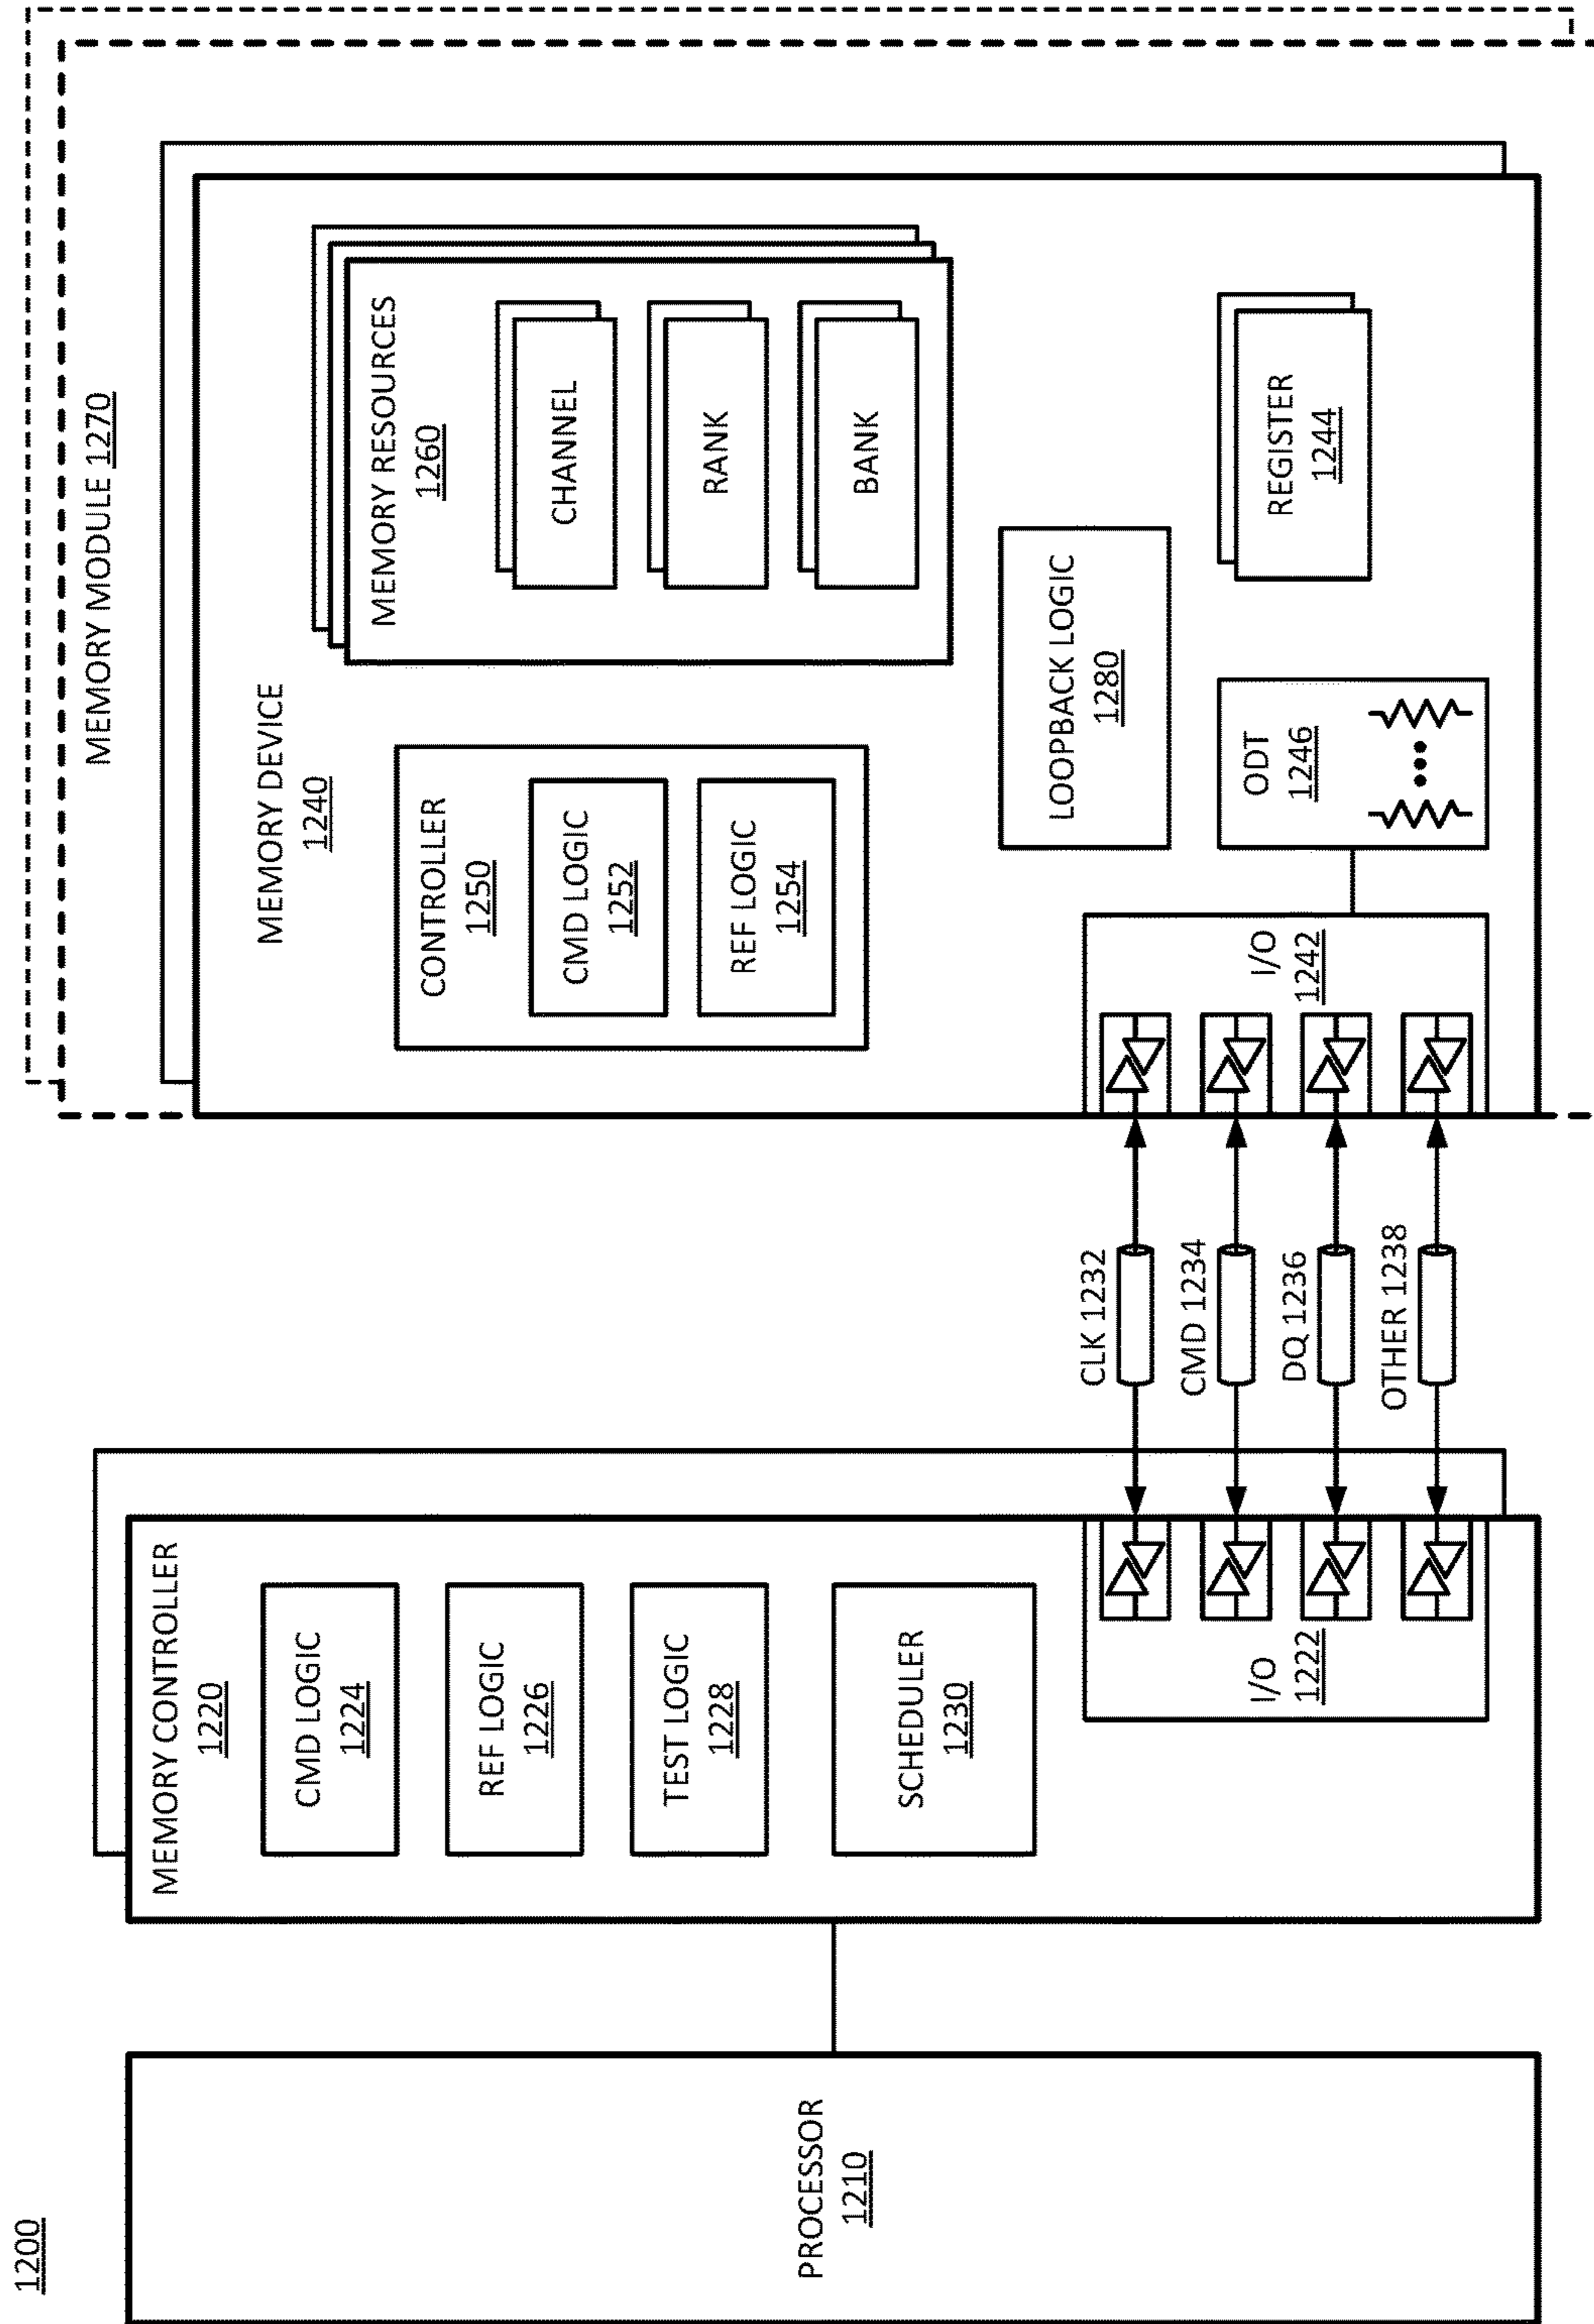 1200
PROCESSOR
1210
MEMORY CONTROLLER
1220
CMD LOGIC
1224
REF LOGIC
1226
TEST LOGIC
1228
SCHEDULER
1230
I/O
1222
CLK 1232
CMD 1234
DQ 1236
OTHER 1238
MEMORY MODULE 1270
MEMORY DEVICE
1240
CONTROLLER
1250
CMD LOGIC
1252
REF LOGIC
1254
MEMORY RESOURCES
1260
CHANNEL
RANK
BANK
LOOPBACK LOGIC
1280
I/O
1242
ODT
1246
REGISTER
1244